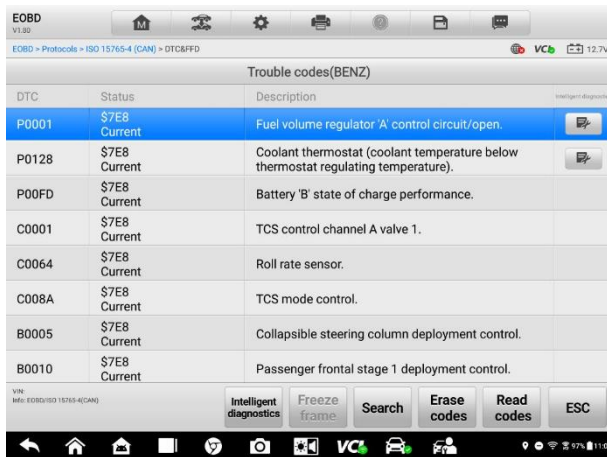 EOBD
V1.80
EOBD > Protocols > ISO 15765-4 (CAN) > DTC&FFD
VCI 12.7V
Trouble codes(BENZ)
DTC Status Description Intelligent diagnostic
P0001 $7E8 Current Fuel volume regulator 'A' control circuit/open.
P0128 $7E8 Current Coolant thermostat (coolant temperature below
thermostat regulating temperature).
P00FD $7E8 Current Battery 'B' state of charge performance.
C0001 $7E8 Current TCS control channel A valve 1.
C0064 $7E8 Current Roll rate sensor.
C008A $7E8 Current TCS mode control.
B0005 $7E8 Current Collapsible steering column deployment control.
B0010 $7E8 Current Passenger frontal stage 1 deployment control.
VIN:
Info: EOBD/ISO 15765-4(CAN)
Intelligent diagnostics
Freeze frame
Search
Erase codes
Read codes
ESC
VCI 97%